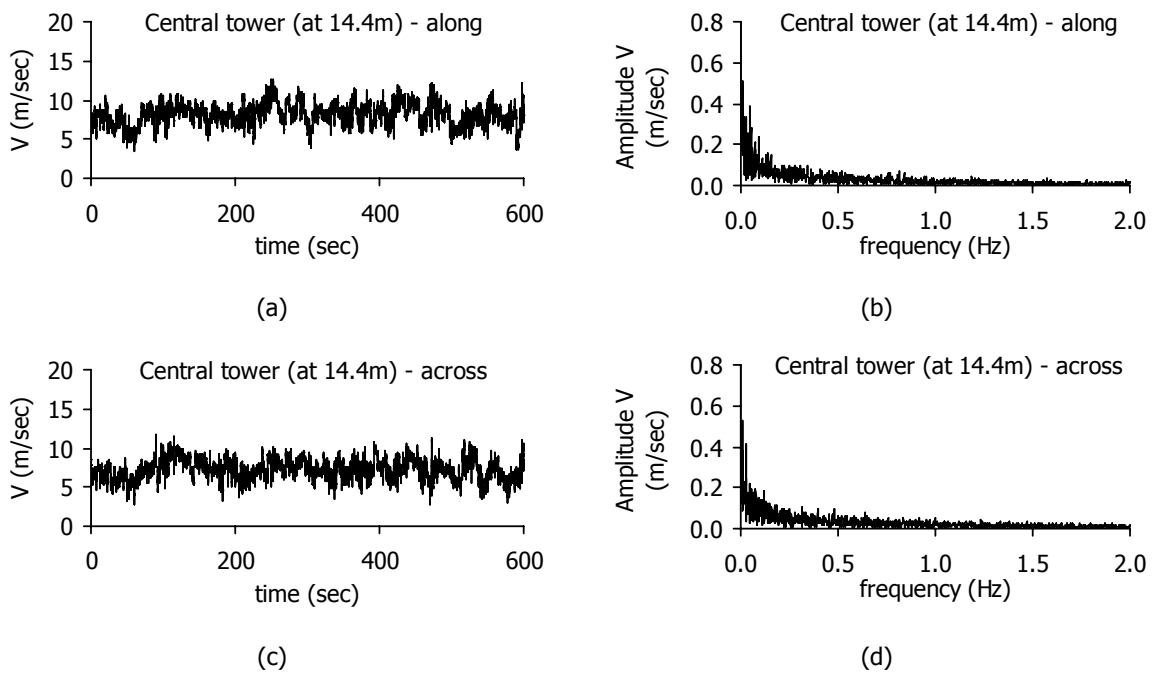 Central tower (at 14.4m) - along
20
15
10
5
0
V (m/sec)
0 200 400 600
time (sec)
(a)
Central tower (at 14.4m) - along
0.8
0.6
0.4
0.2
0.0
Amplitude V
(m/sec)
0.0 0.5 1.0 1.5 2.0
frequency (Hz)
(b)
Central tower (at 14.4m) - across
20
15
10
5
0
V (m/sec)
0 200 400 600
time (sec)
(c)
Central tower (at 14.4m) - across
0.8
0.6
0.4
0.2
0.0
Amplitude V
(m/sec)
0.0 0.5 1.0 1.5 2.0
frequency (Hz)
(d)